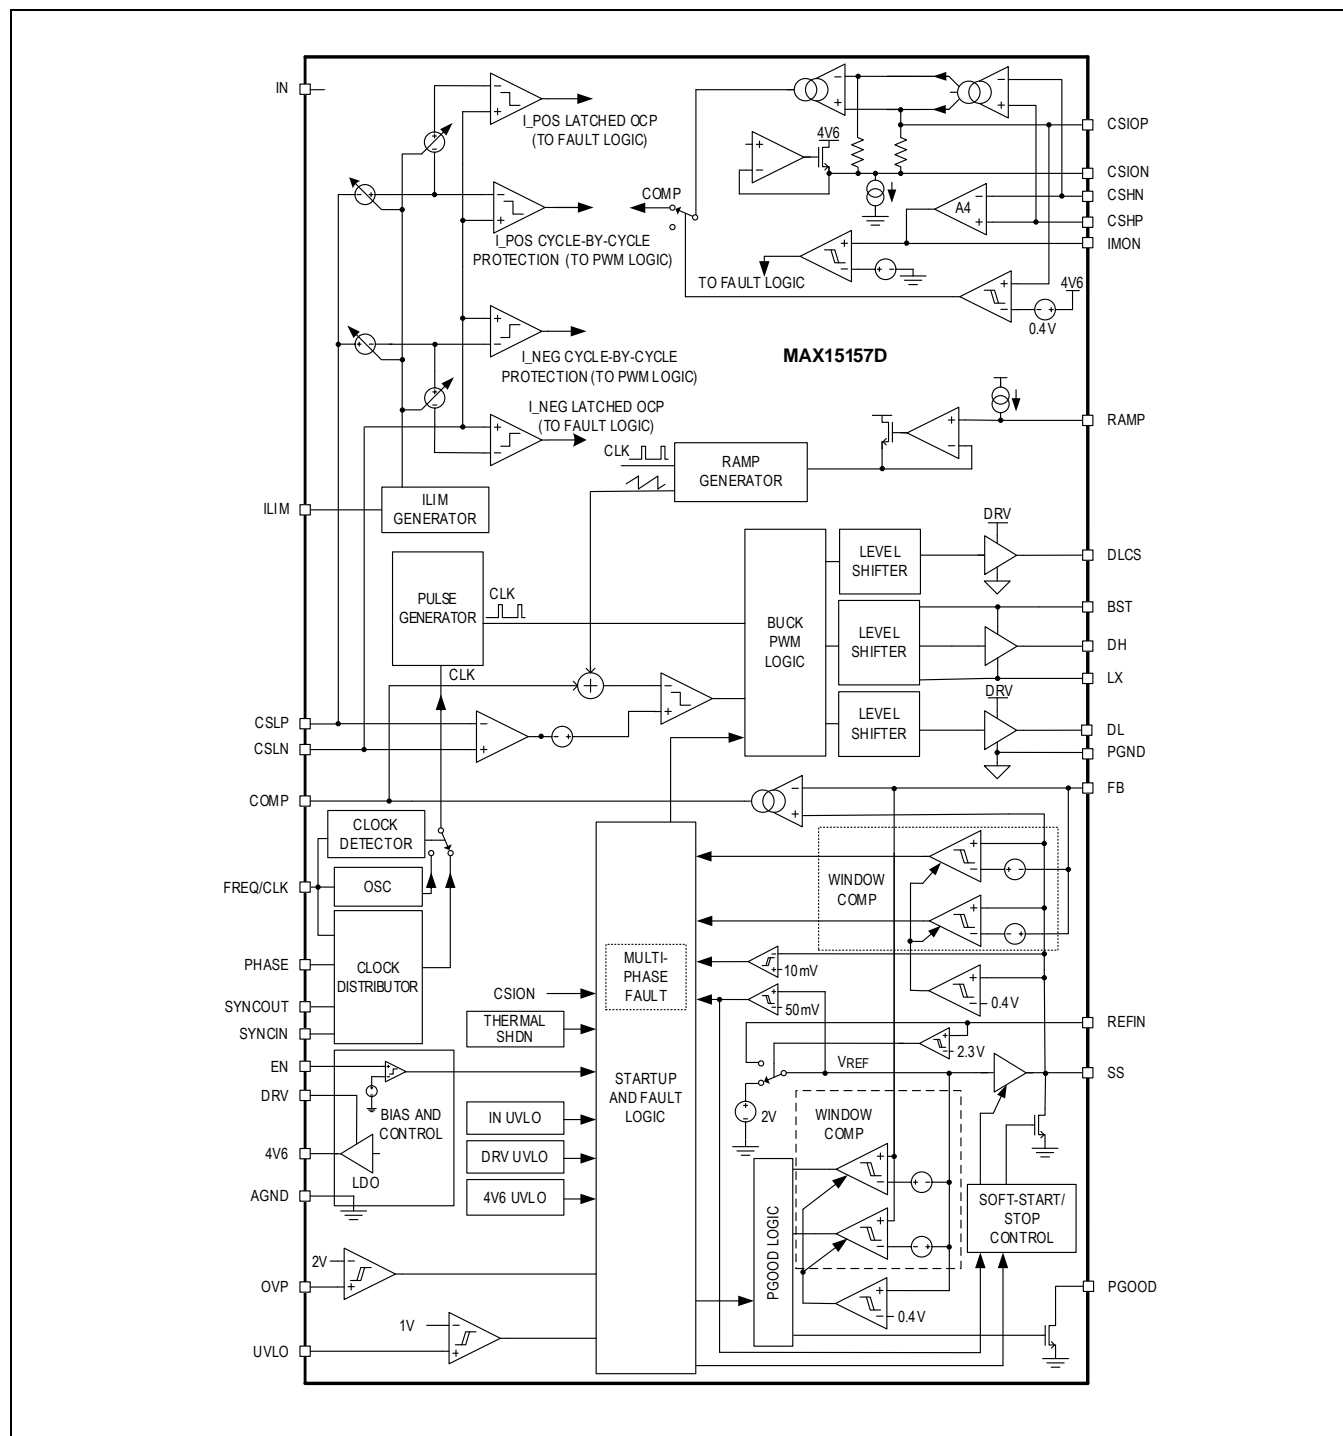 IN
I_POS LATCHED OCP
(TO FAULT LOGIC)
I_POS CYCLE-BY-CYCLE
PROTECTION (TO PWM LOGIC)
I_NEG CYCLE-BY-CYCLE
PROTECTION (TO PWM LOGIC)
I_NEG LATCHED OCP
(TO FAULT LOGIC)
ILIM
ILIM
GENERATOR
COMP
4V6
A4
TO FAULT LOGIC
4V6
0.4V
CSIOP
CSION
CSHN
CSHP
IMON
MAX15157D
RAMP
CLK
RAMP
GENERATOR
PULSE
GENERATOR
CLK
CLK
BUCK
PWM
LOGIC
LEVEL
SHIFTER
LEVEL
SHIFTER
LEVEL
SHIFTER
DRV
DRV
DLCS
BST
DH
LX
DL
PGND
FB
CSLP
CSLN
COMP
CLOCK
DETECTOR
FREQ/CLK
OSC
PHASE
CLOCK
DISTRIBUTOR
SYNCOUT
SYNCIN
EN
DRV
BIAS AND
CONTROL
4V6
LDO
AGND
2V
OVP
1V
UVLO
CSION
THERMAL
SHDN
IN UVLO
DRV UVLO
4V6 UVLO
MULTI-
PHASE
FAULT
STARTUP
AND FAULT
LOGIC
WINDOW
COMP
10mV
50mV
0.4V
REFIN
2.3V
VREF
SS
2V
WINDOW
COMP
PGOOD LOGIC
0.4V
SOFT-START/
STOP
CONTROL
PGOOD